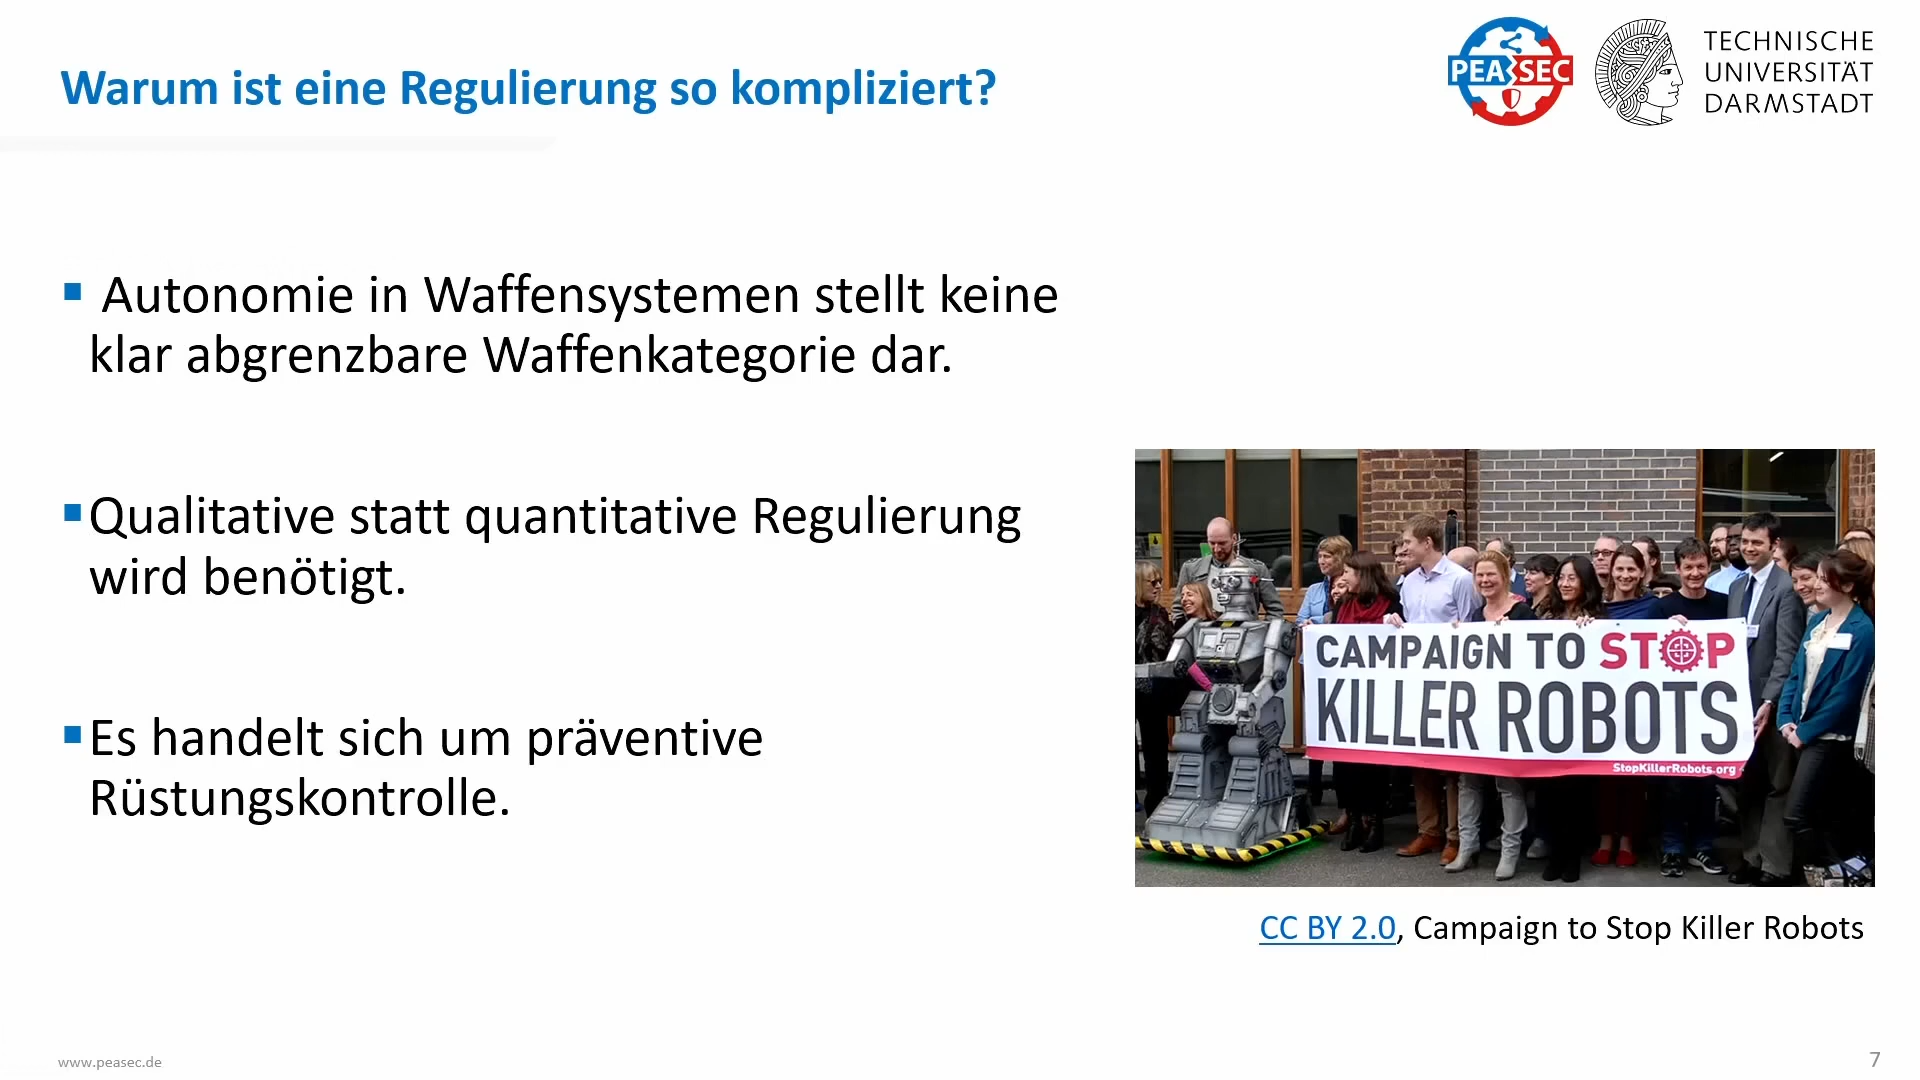 Warum ist eine Regulierung so kompliziert?
PEASEC
TECHNISCHE
UNIVERSITÄT
DARMSTADT
Autonomie in Waffensystemen stellt keine
klar abgrenzbare Waffenkategorie dar.
Qualitative statt quantitative Regulierung
wird benötigt.
Es handelt sich um präventive
Rüstungskontrolle.
CAMPAIGN TO STOP
KILLER ROBOTS
StopKillerRobots.org
CC BY 2.0, Campaign to Stop Killer Robots
www.peasec.de
7